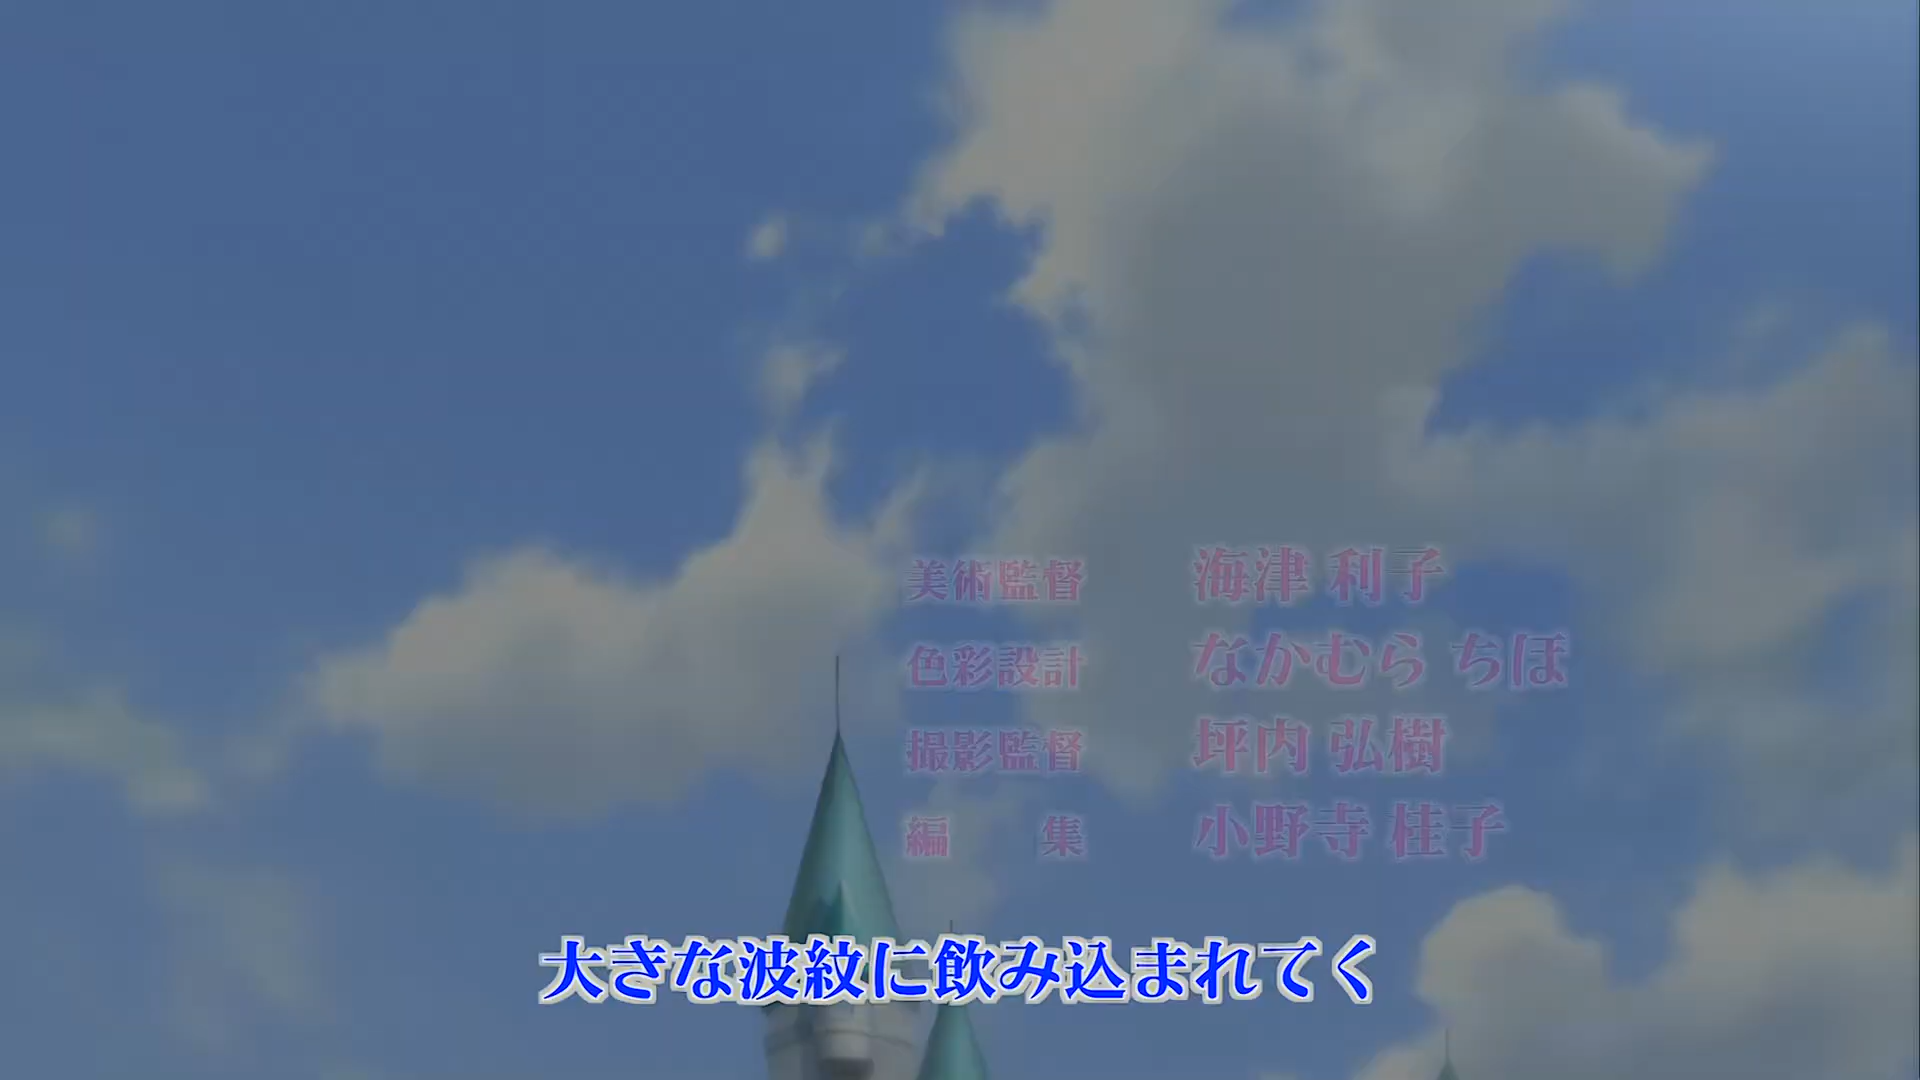 美術監督 海津 利子
色彩設計 なかむら ちほ
撮影監督 坪内 弘樹
編 集 小野寺 桂子
大きな波紋に飲み込まれてく